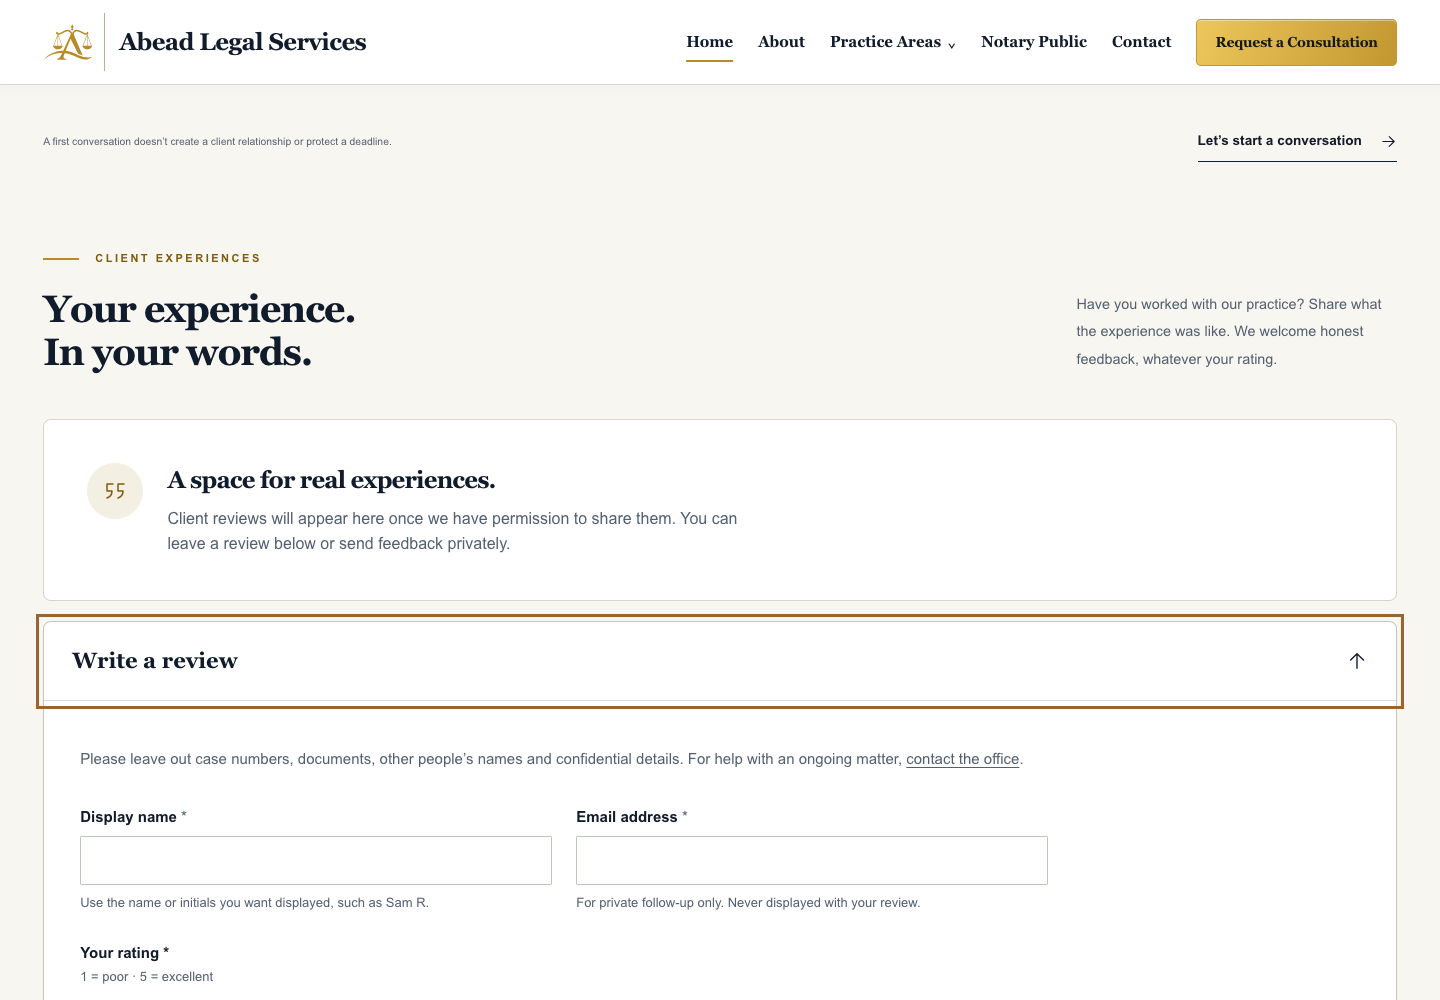 Abead Legal Services
Home
About
Practice Areas
Notary Public
Contact
Request a Consultation
A first conversation doesn’t create a client relationship or protect a deadline.
Let’s start a conversation
CLIENT EXPERIENCES
Your experience.
In your words.
Have you worked with our practice? Share what
the experience was like. We welcome honest
feedback, whatever your rating.
A space for real experiences.
Client reviews will appear here once we have permission to share them. You can
leave a review below or send feedback privately.
Write a review
Please leave out case numbers, documents, other people’s names and confidential details. For help with an ongoing matter, contact the office.
Display name *
Email address *
Use the name or initials you want displayed, such as Sam R.
For private follow-up only. Never displayed with your review.
Your rating *
1 = poor · 5 = excellent